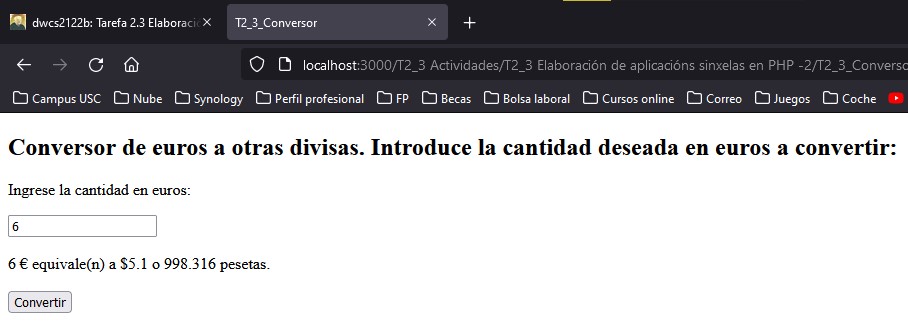 dwcs2122b: Tarefa 2.3 Elaboració
T2_3_Conversor
localhost:3000/T2_3 Actividades/T2_3 Elaboración de aplicacións sinxelas en PHP -2/T2_3_Converso
Campus USC Nube Synology Perfil profesional FP Becas Bolsa laboral Cursos online Correo Juegos Coche
Conversor de euros a otras divisas. Introduce la cantidad deseada en euros a convertir:
Ingrese la cantidad en euros:
6
6 € equivale(n) a $5.1 o 998.316 pesetas.
Convertir